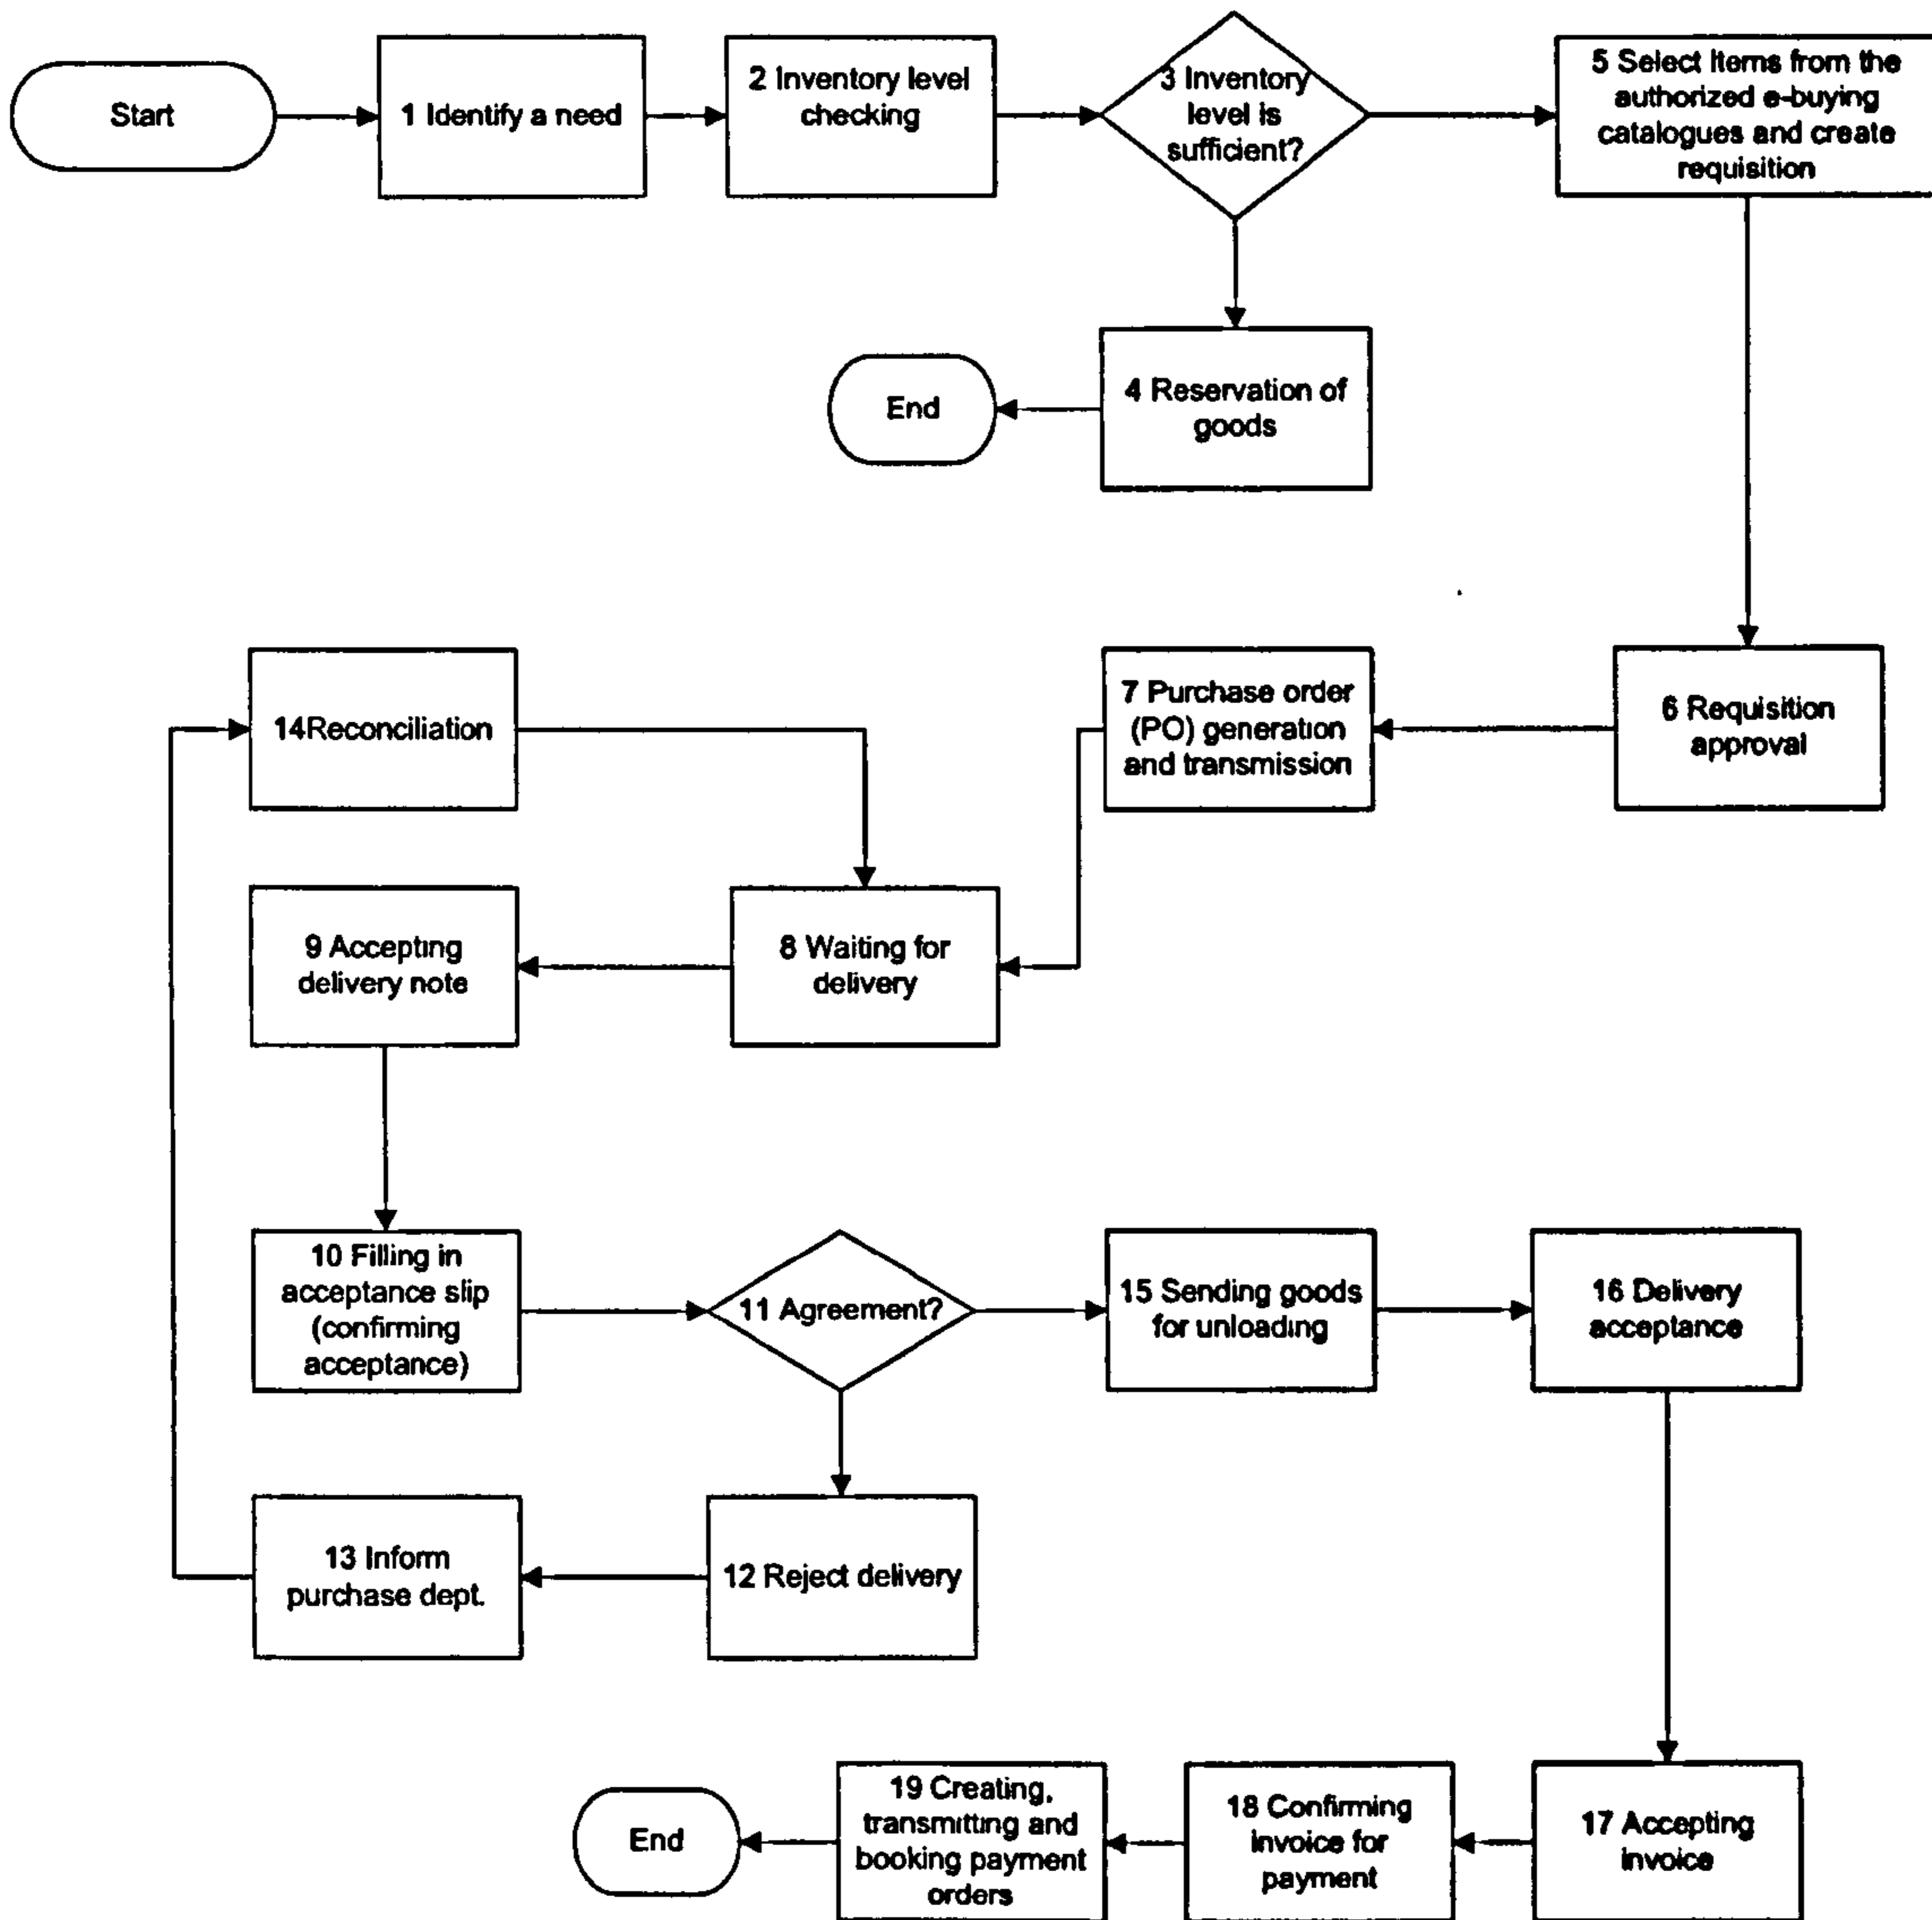 Start
1 Identify a need
2 Inventory level
checking
3 Inventory
level is
sufficient?
5 Select items from the
authorized e-buying
catalogues and create
requisition
4 Reservation of
goods
End
6 Requisition
approval
7 Purchase order
(PO) generation
and transmission
14Reconciliation
8 Waiting for
delivery
9 Accepting
delivery note
10 Filling in
acceptance slip
(confirming
acceptance)
11 Agreement?
15 Sending goods
for unloading
16 Delivery
acceptance
12 Reject delivery
13 Inform
purchase dept.
17 Accepting
invoice
18 Confirming
invoice for
payment
19 Creating,
transmitting and
booking payment
orders
End